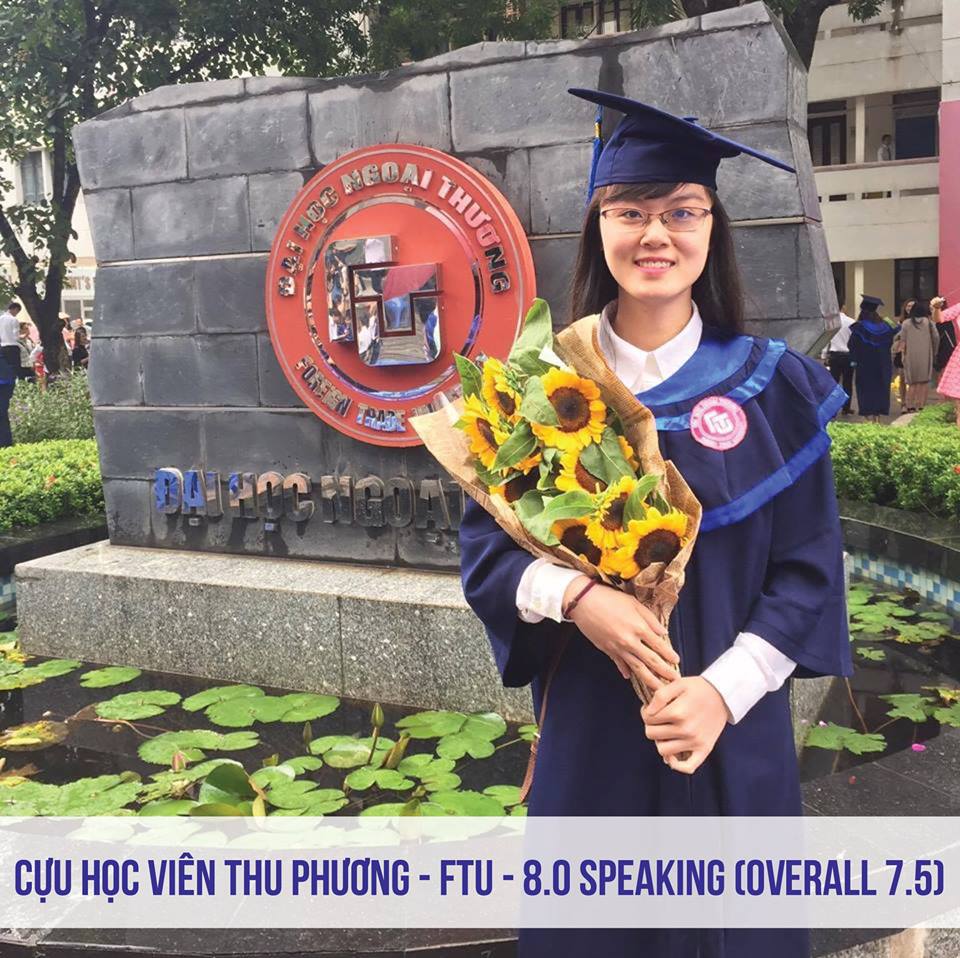 ĐẠI HỌC NGOẠI THƯƠNG
FOREIGN TRADE
ĐẠI HỌC NGOẠI
FTU
CỰU HỌC VIÊN THU PHƯƠNG - FTU - 8.0 SPEAKING (OVERALL 7.5)